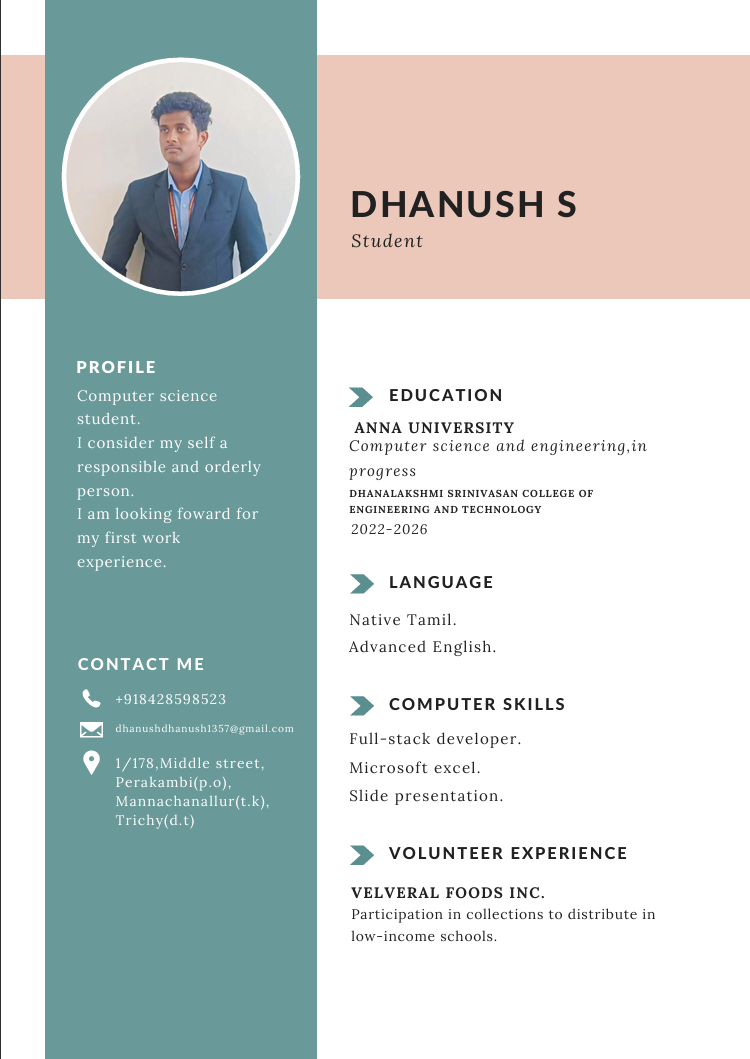 DHANUSH S
Student
PROFILE
Computer science
student.
I consider my self a
responsible and orderly
person.
I am looking foward for
my first work
experience.
CONTACT ME
+918428598523
dhanushdhanush1357@gmail.com
1/178,Middle street,
Perakambi(p.o),
Mannachanallur(t.k),
Trichy(d.t)
EDUCATION
ANNA UNIVERSITY
Computer science and engineering,in
progress
DHANALAKSHMI SRINIVASAN COLLEGE OF
ENGINEERING AND TECHNOLOGY
2022-2026
LANGUAGE
Native Tamil.
Advanced English.
COMPUTER SKILLS
Full-stack developer.
Microsoft excel.
Slide presentation.
VOLUNTEER EXPERIENCE
VELVERAL FOODS INC.
Participation in collections to distribute in
low-income schools.